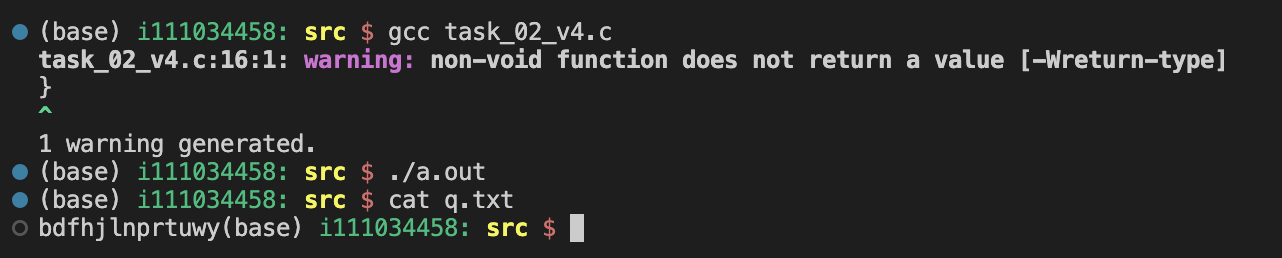 (base) i111034458: src $ gcc task_02_v4.c
task_02_v4.c:16:1: warning: non-void function does not return a value [-Wreturn-type]
}
^
1 warning generated.
(base) i111034458: src $ ./a.out
(base) i111034458: src $ cat q.txt
bdfhjlnprtuwy(base) i111034458: src $